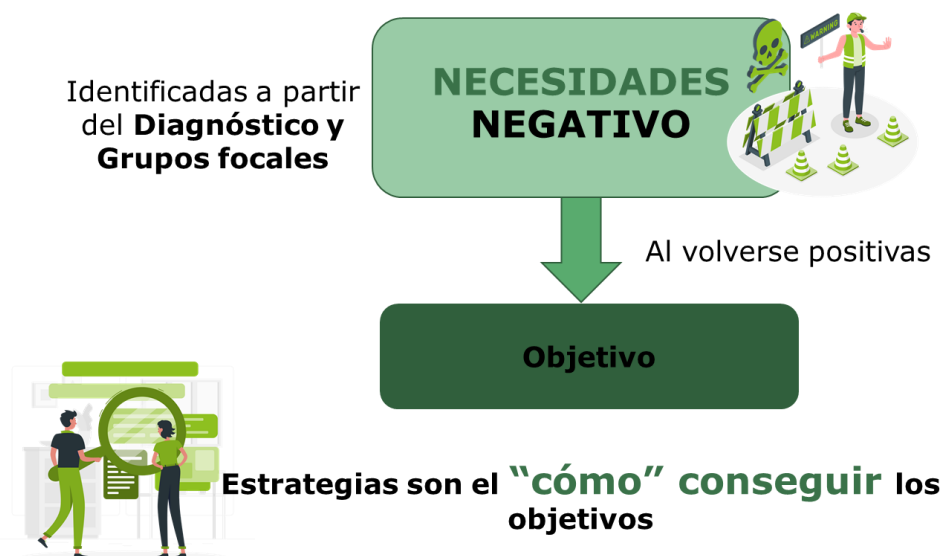 Identificadas a partir
del Diagnóstico y
Grupos focales
NECESIDADES
NEGATIVO
WARNING
Al volverse positivas
Objetivo
Estrategias son el “cómo” conseguir los
objetivos